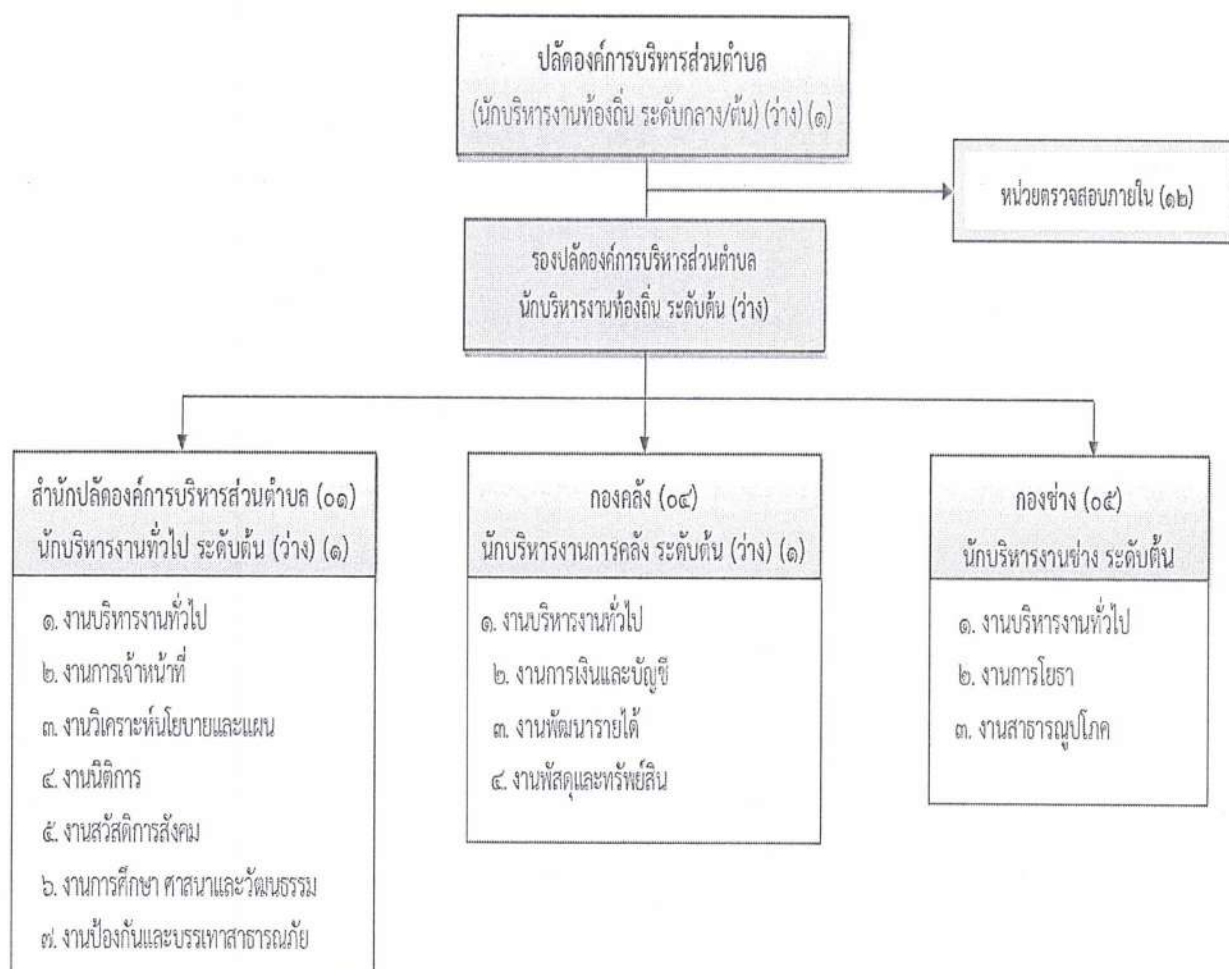 ปลัดองค์การบริหารส่วนตำบล
(นักบริหารงานท้องถิ่น ระดับกลาง/ต้น) (ว่าง) (๑)
หน่วยตรวจสอบภายใน (๑๒)
รองปลัดองค์การบริหารส่วนตำบล
นักบริหารงานท้องถิ่น ระดับต้น (ว่าง)
สำนักปลัดองค์การบริหารส่วนตำบล (๐๑)
นักบริหารงานทั่วไป ระดับต้น (ว่าง) (๑)
๑. งานบริหารงานทั่วไป
๒. งานการเจ้าหน้าที่
๓. งานวิเคราะห์นโยบายและแผน
๔. งานนิติการ
๕. งานสวัสดิการสังคม
๖. งานการศึกษา ศาสนาและวัฒนธรรม
๗. งานป้องกันและบรรเทาสาธารณภัย
กองคลัง (๐๔)
นักบริหารงานการคลัง ระดับต้น (ว่าง) (๑)
๑. งานบริหารงานทั่วไป
๒. งานการเงินและบัญชี
๓. งานพัฒนารายได้
๔. งานพัสดุและทรัพย์สิน
กองช่าง (๐๕)
นักบริหารงานช่าง ระดับต้น
๑. งานบริหารงานทั่วไป
๒. งานการโยธา
๓. งานสาธารณูปโภค